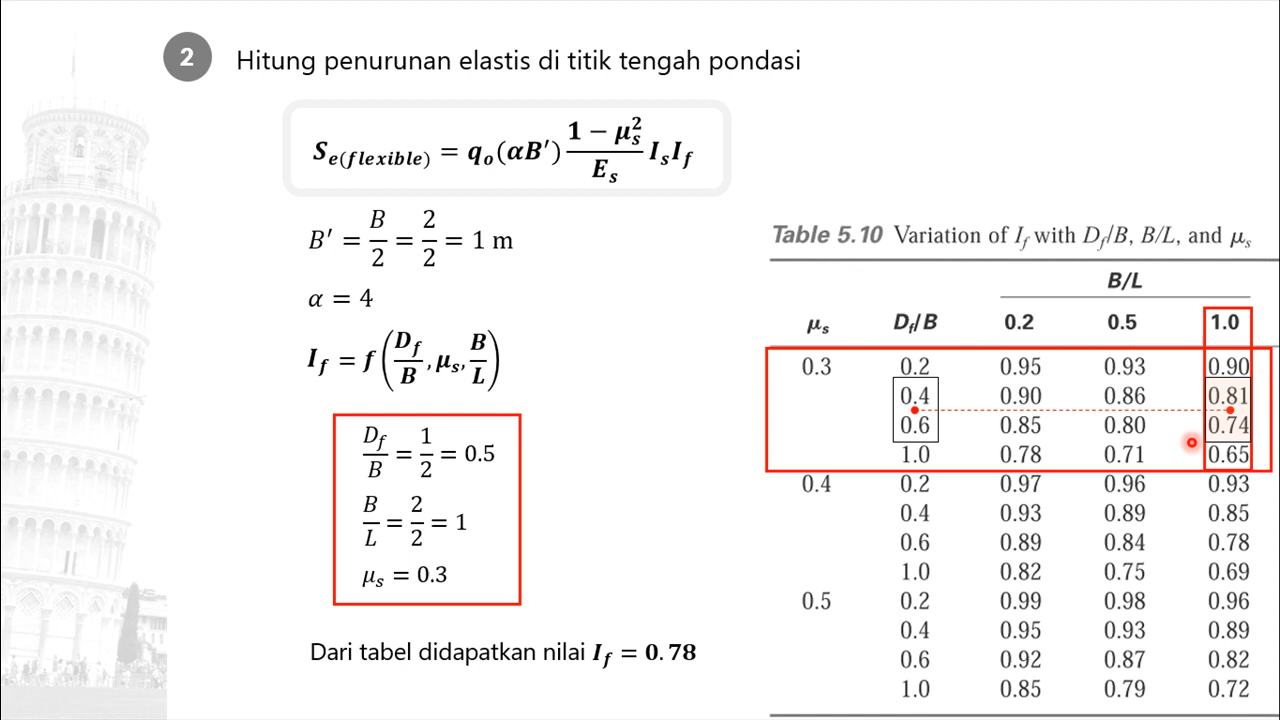 2 Hitung penurunan elastis di titik tengah pondasi
S_e(flexible) = q_o(αB′) (1 − μ_s^2)/E_s I_s I_f
B′ = B/2 = 2/2 = 1 m
α = 4
I_f = f(D_f/B, μ_s, B/L)
D_f/B = 1/2 = 0.5
B/L = 2/2 = 1
μ_s = 0.3
Dari tabel didapatkan nilai I_f = 0.78
Table 5.10 Variation of I_f with D_f/B, B/L, and μ_s
B/L
μ_s D_f/B 0.2 0.5 1.0
0.3 0.2 0.95 0.93 0.90
0.4 0.90 0.86 0.81
0.6 0.85 0.80 0.74
1.0 0.78 0.71 0.65
0.4 0.2 0.97 0.96 0.93
0.4 0.93 0.89 0.85
0.6 0.89 0.84 0.78
1.0 0.82 0.75 0.69
0.5 0.2 0.99 0.98 0.96
0.4 0.95 0.93 0.89
0.6 0.92 0.87 0.82
1.0 0.85 0.79 0.72